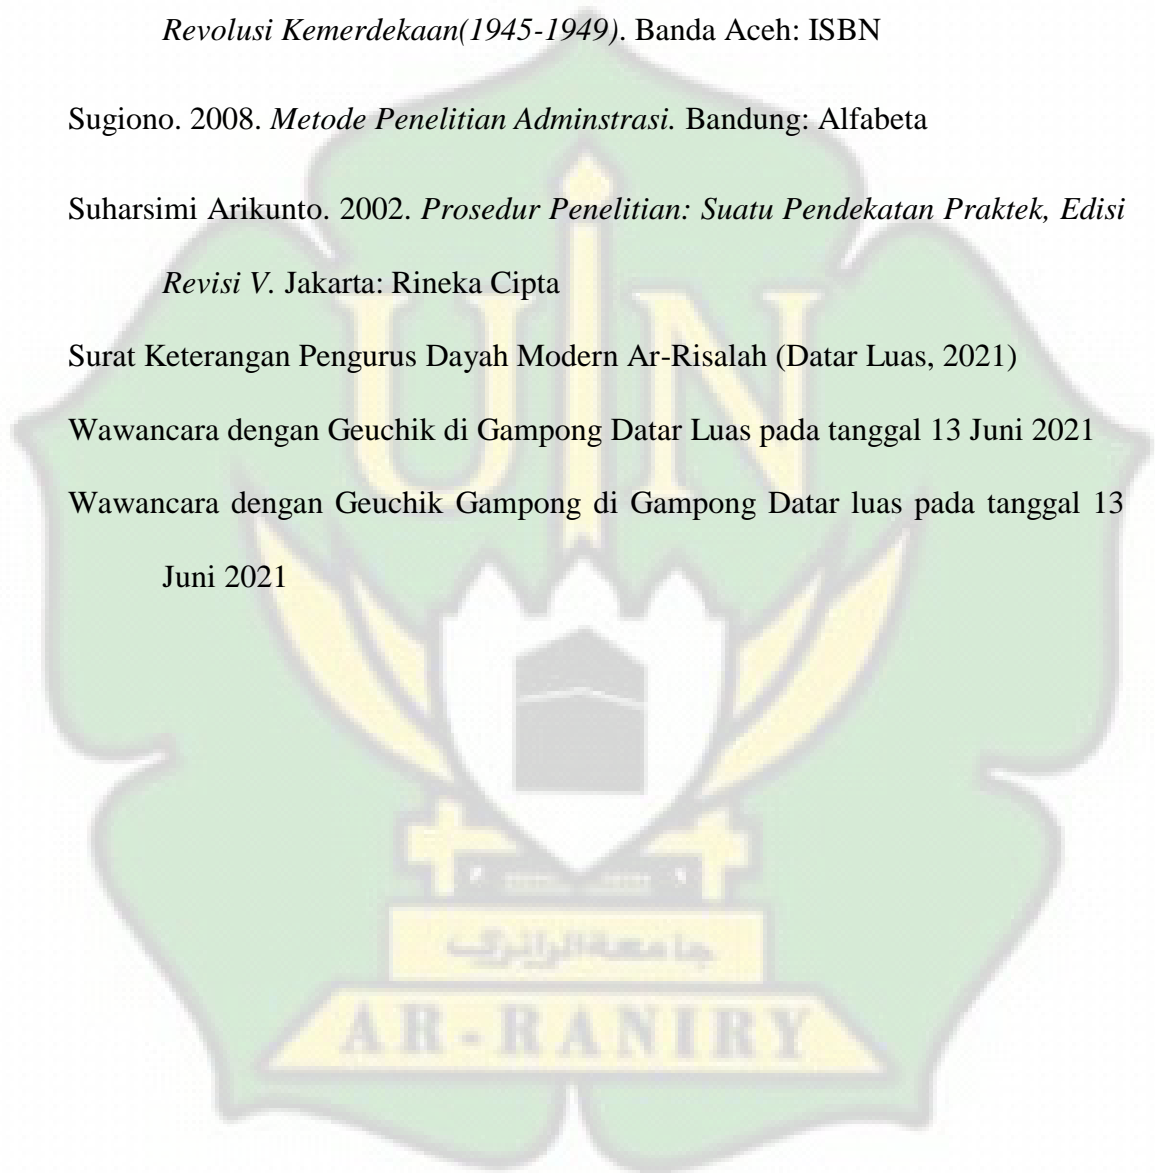 Revolusi Kemerdekaan(1945-1949). Banda Aceh: ISBN
Sugiono. 2008. Metode Penelitian Adminstrasi. Bandung: Alfabeta
Suharsimi Arikunto. 2002. Prosedur Penelitian: Suatu Pendekatan Praktek, Edisi
Revisi V. Jakarta: Rineka Cipta
Surat Keterangan Pengurus Dayah Modern Ar-Risalah (Datar Luas, 2021)
Wawancara dengan Geuchik di Gampong Datar Luas pada tanggal 13 Juni 2021
Wawancara dengan Geuchik Gampong di Gampong Datar luas pada tanggal 13
Juni 2021
UIN
جامعة الرانري
AR-RANIRY